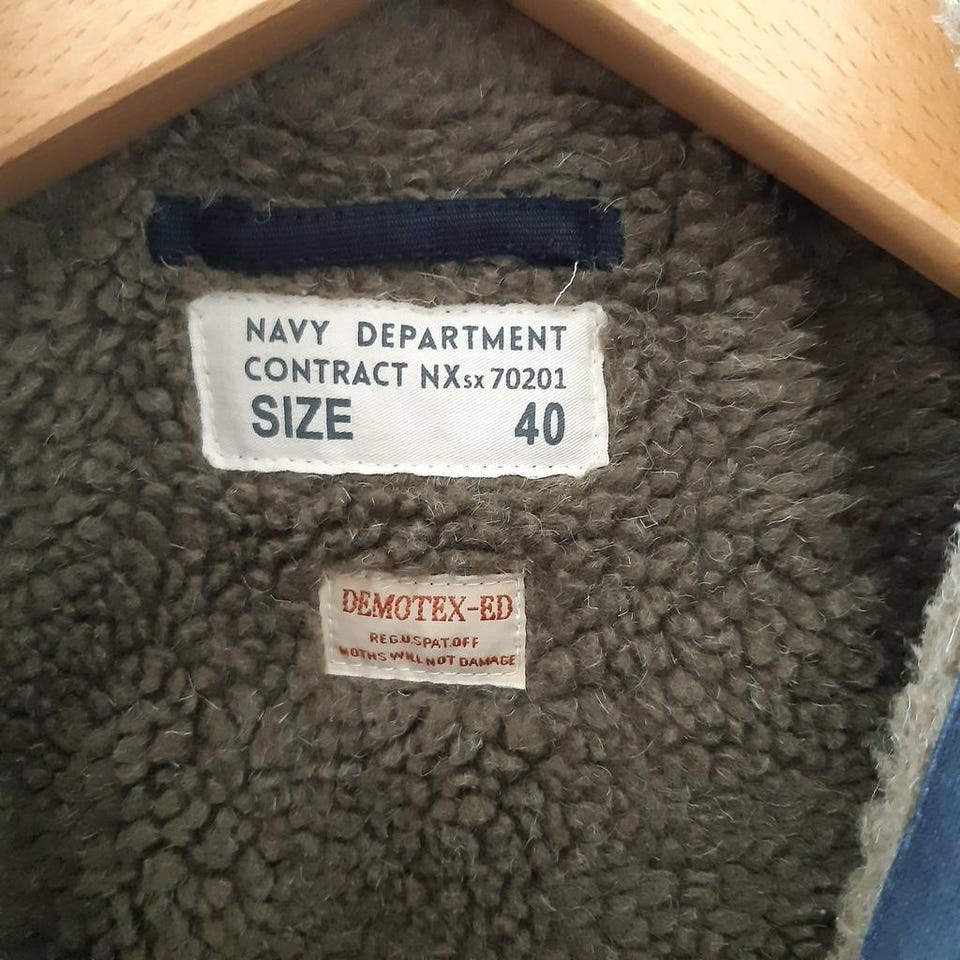 NAVY DEPARTMENT
CONTRACT NXsx 70201
SIZE 40
DEMOTEX-ED
REG.U.S.PAT.OFF
MOTHS WILL NOT DAMAGE